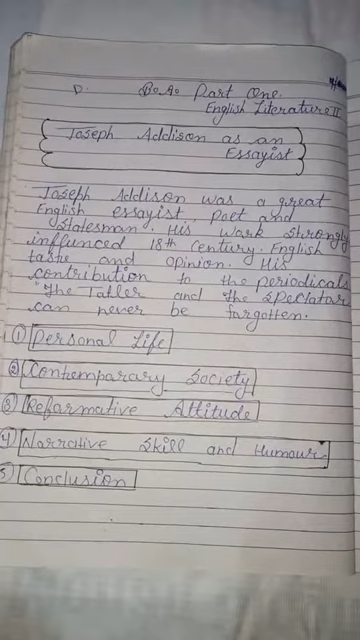 B.A. Part One.
English Literature II
Joseph Addison as an
Essayist
Joseph Addison was a great
English essayist, Poet and
Statesman. His work strongly
influnced 18th Century. English
taste and opinion. His
contribution to the periodicals
"The Tatler and the Spectator
can never be forgotten.
① Personal Life
② Contemparary Society
③ Reformative Attitude
④ Narrative Skill and Humour
⑤ Conclusion